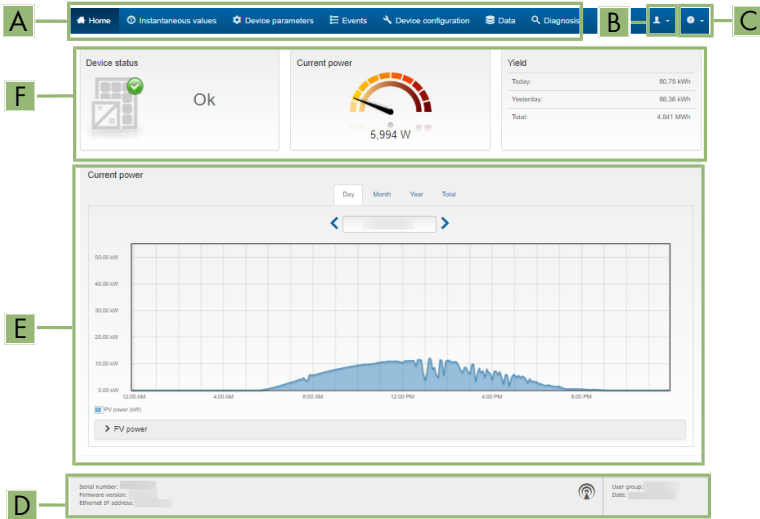 A
Home Instantaneous values Device parameters Events Device configuration Data Diagnosis
B
C
F
Device status
Ok
Current power
5,994 W
Yield
Today: 80.75 kWh
Yesterday: 86.36 kWh
Total: 4.641 MWh
E
Current power
Day Month Year Total
50.00 kW
40.00 kW
30.00 kW
20.00 kW
10.00 kW
0.00 kW
12:00 AM 4:00 AM 8:00 AM 12:00 PM 4:00 PM 8:00 PM
PV power (kW)
PV power
D
Serial number:
Firmware version:
Ethernet IP address:
User group:
Date: